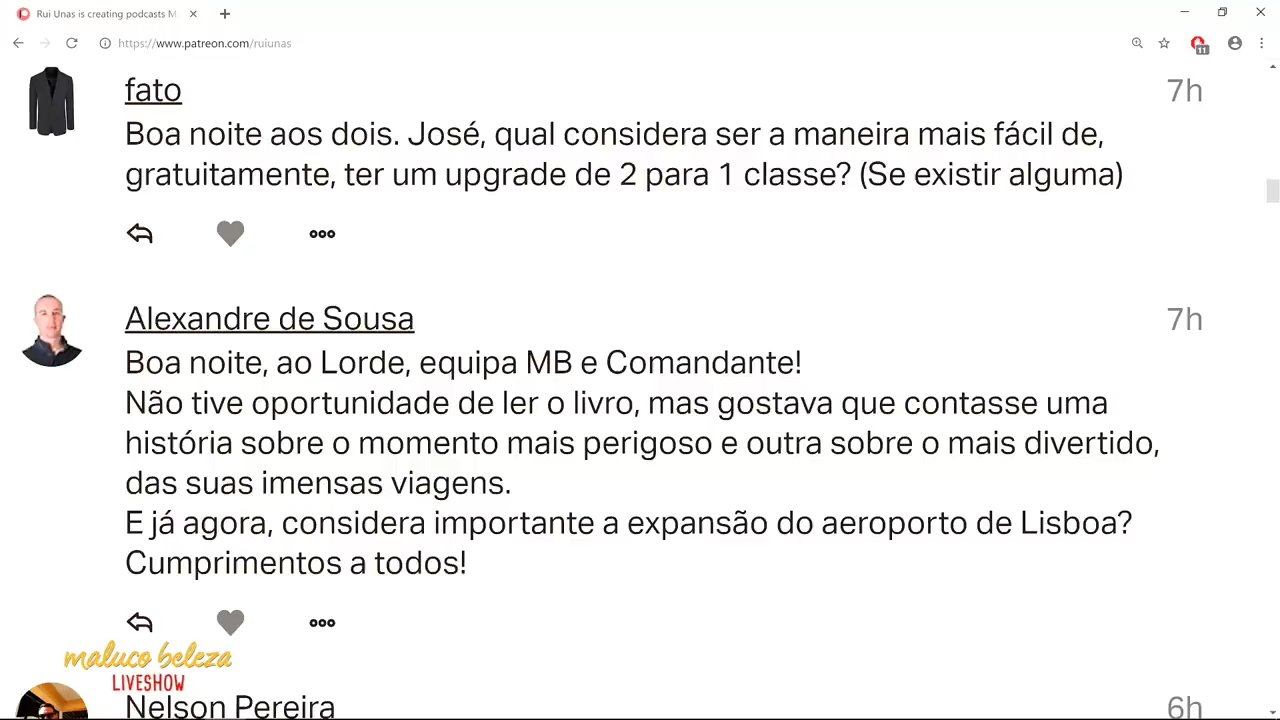 Rui Unas is creating podcasts M
https://www.patreon.com/ruiunas
11
fato
7h
Boa noite aos dois. José, qual considera ser a maneira mais fácil de,
gratuitamente, ter um upgrade de 2 para 1 classe? (Se existir alguma)
Alexandre de Sousa
7h
Boa noite, ao Lorde, equipa MB e Comandante!
Não tive oportunidade de ler o livro, mas gostava que contasse uma
história sobre o momento mais perigoso e outra sobre o mais divertido,
das suas imensas viagens.
E já agora, considera importante a expansão do aeroporto de Lisboa?
Cumprimentos a todos!
maluco beleza
LIVESHOW
Nelson Pereira
6h